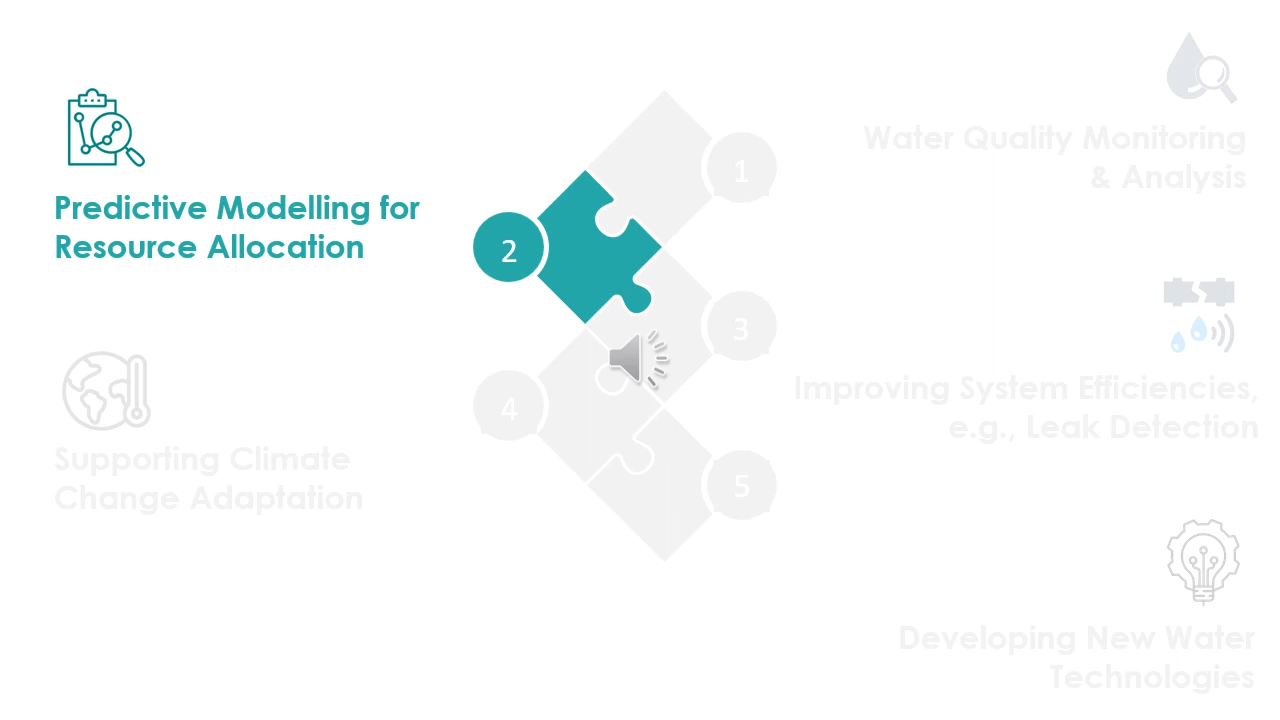 Predictive Modelling for
Resource Allocation
2
Water Quality Monitoring
& Analysis
1
Improving System Efficiencies,
e.g., Leak Detection
3
Supporting Climate
Change Adaptation
4
Developing New Water
Technologies
5